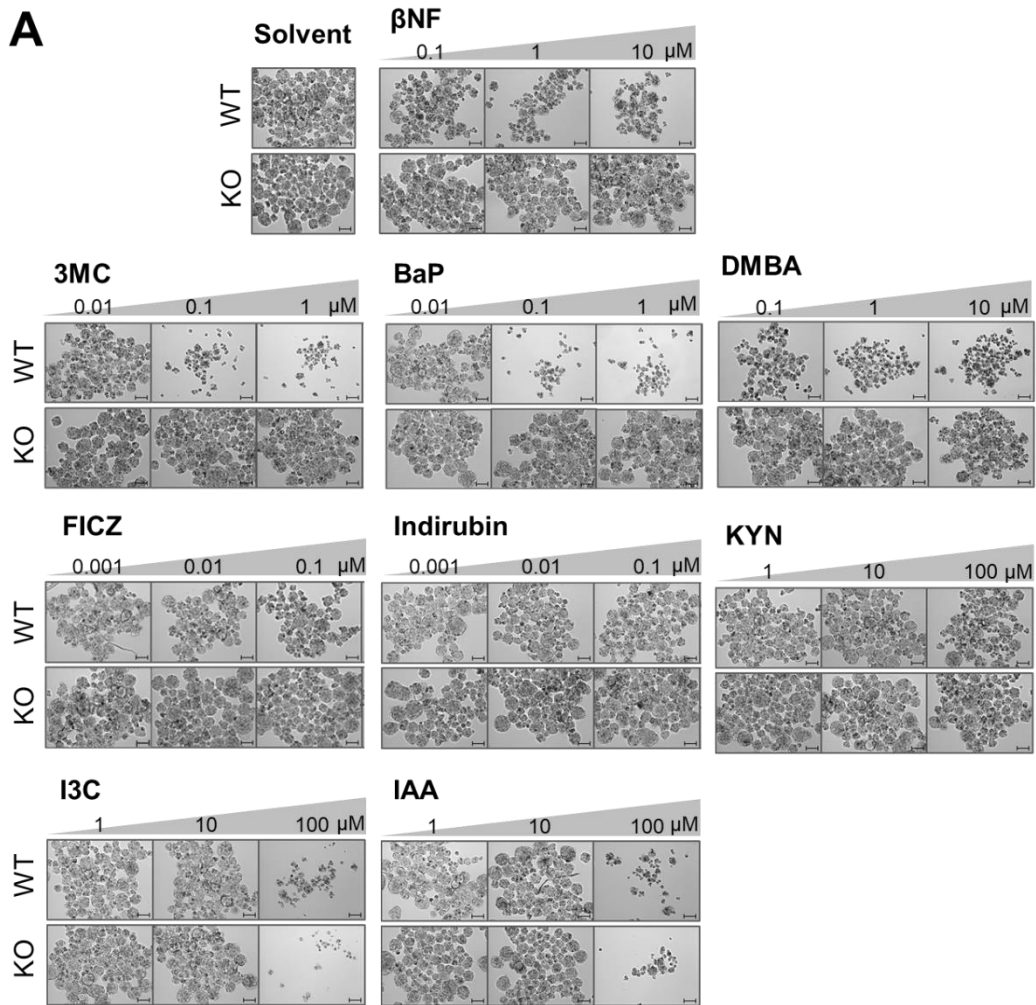 A
Solvent
βNF
0.1 1 10 μM
WT
KO
3MC
0.01 0.1 1 μM
BaP
0.01 0.1 1 μM
DMBA
0.1 1 10 μM
WT
KO
FICZ
0.001 0.01 0.1 μM
Indirubin
0.001 0.01 0.1 μM
KYN
1 10 100 μM
WT
KO
I3C
1 10 100 μM
IAA
1 10 100 μM
WT
KO